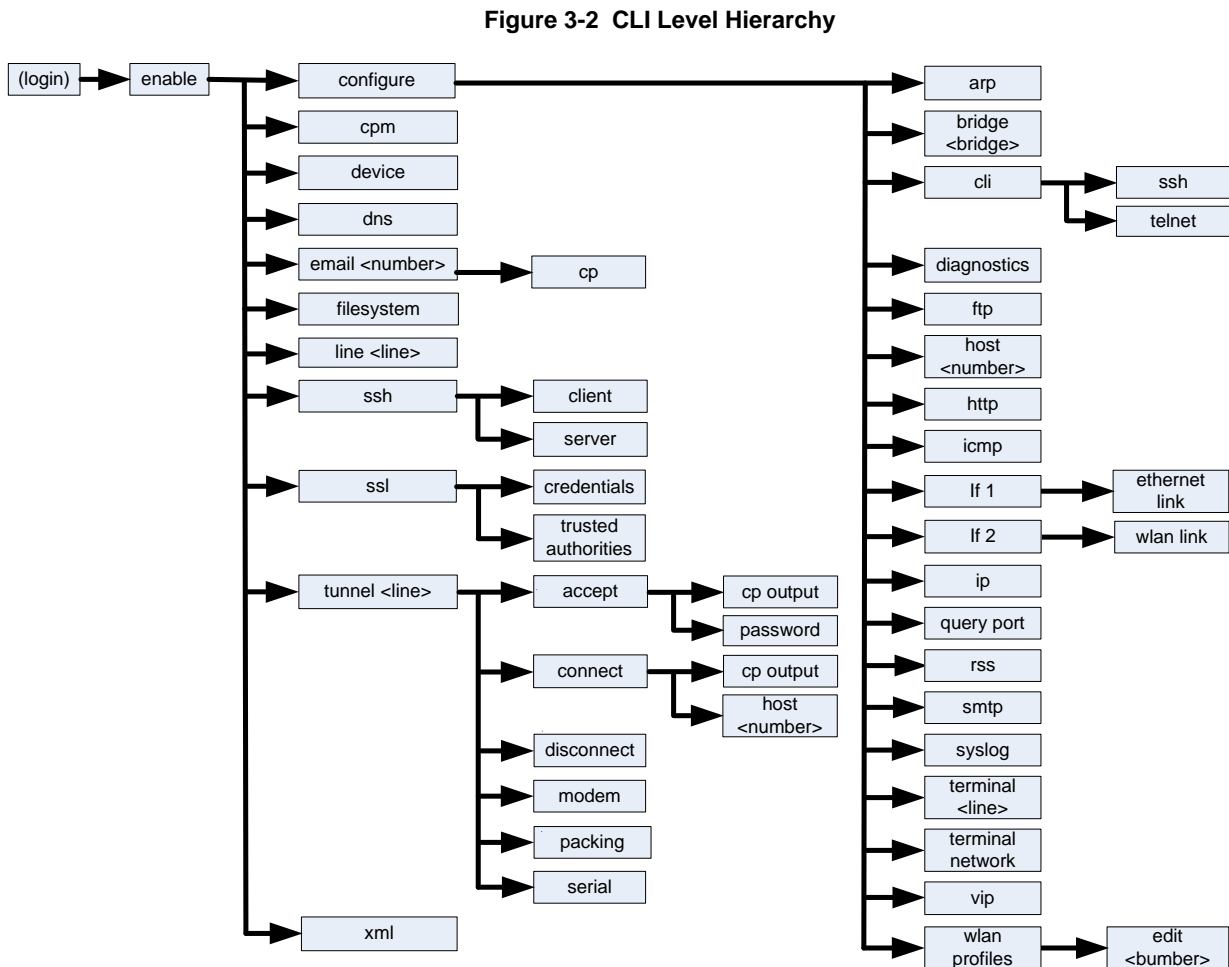 Figure 3-2 CLI Level Hierarchy
(login)
enable
configure
cpm
device
dns
email <number>
cp
filesystem
line <line>
ssh
client
server
ssl
credentials
trusted
authorities
tunnel <line>
accept
cp output
password
connect
cp output
host
<number>
disconnect
modem
packing
serial
xml
arp
bridge
<bridge>
cli
ssh
telnet
diagnostics
ftp
host
<number>
http
icmp
If 1
ethernet
link
If 2
wlan link
ip
query port
rss
smtp
syslog
terminal
<line>
terminal
network
vip
wlan
profiles
edit
<bumber>